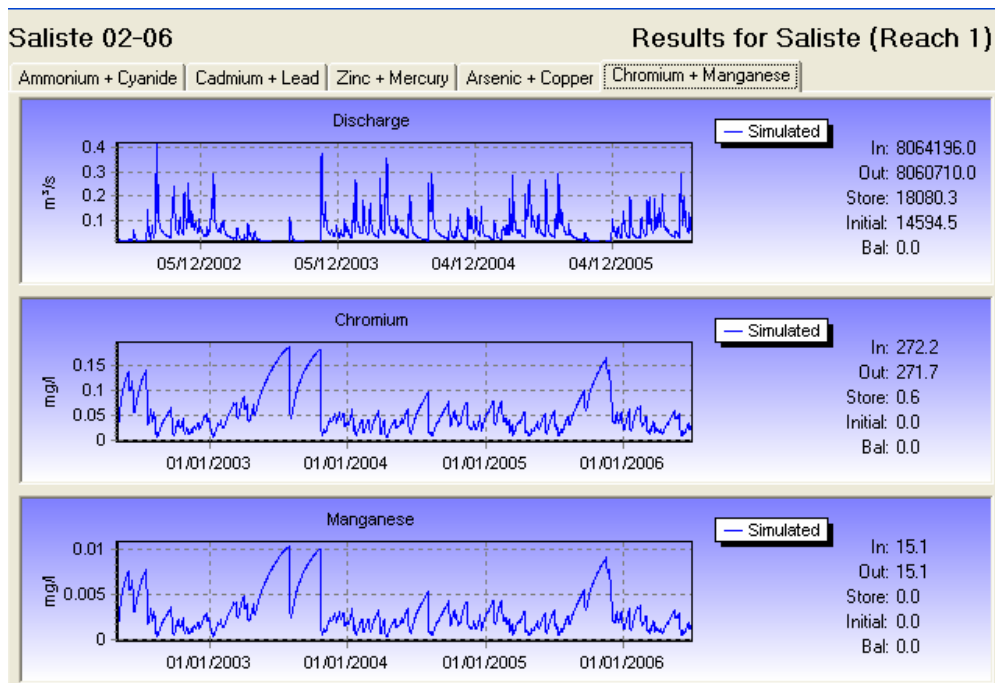 Saliste 02-06 Results for Saliste (Reach 1)
Ammonium + Cyanide Cadmium + Lead Zinc + Mercury Arsenic + Copper Chromium + Manganese
Discharge
Simulated
m³/s
0.4
0.3
0.2
0.1
05/12/2002 05/12/2003 04/12/2004 04/12/2005
In: 8064196.0
Out: 8060710.0
Store: 18080.3
Initial: 14594.5
Bal: 0.0
Chromium
Simulated
mg/l
0.15
0.1
0.05
0
01/01/2003 01/01/2004 01/01/2005 01/01/2006
In: 272.2
Out: 271.7
Store: 0.6
Initial: 0.0
Bal: 0.0
Manganese
Simulated
mg/l
0.01
0.005
0
01/01/2003 01/01/2004 01/01/2005 01/01/2006
In: 15.1
Out: 15.1
Store: 0.0
Initial: 0.0
Bal: 0.0